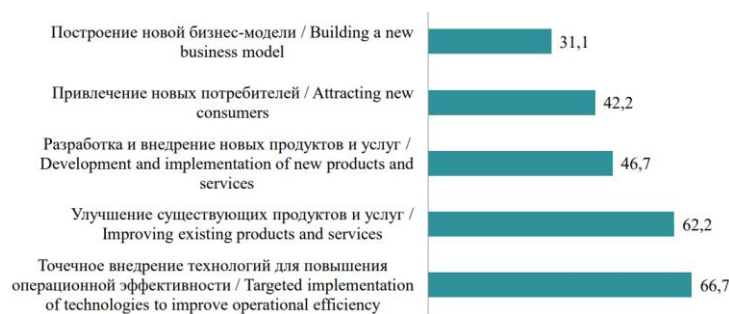 Построение новой бизнес-модели / Building a new
business model
31,1
Привлечение новых потребителей / Attracting new
consumers
42,2
Разработка и внедрение новых продуктов и услуг /
Development and implementation of new products and
services
46,7
Улучшение существующих продуктов и услуг /
Improving existing products and services
62,2
Точечное внедрение технологий для повышения
операционной эффективности / Targeted implementation
of technologies to improve operational efficiency
66,7